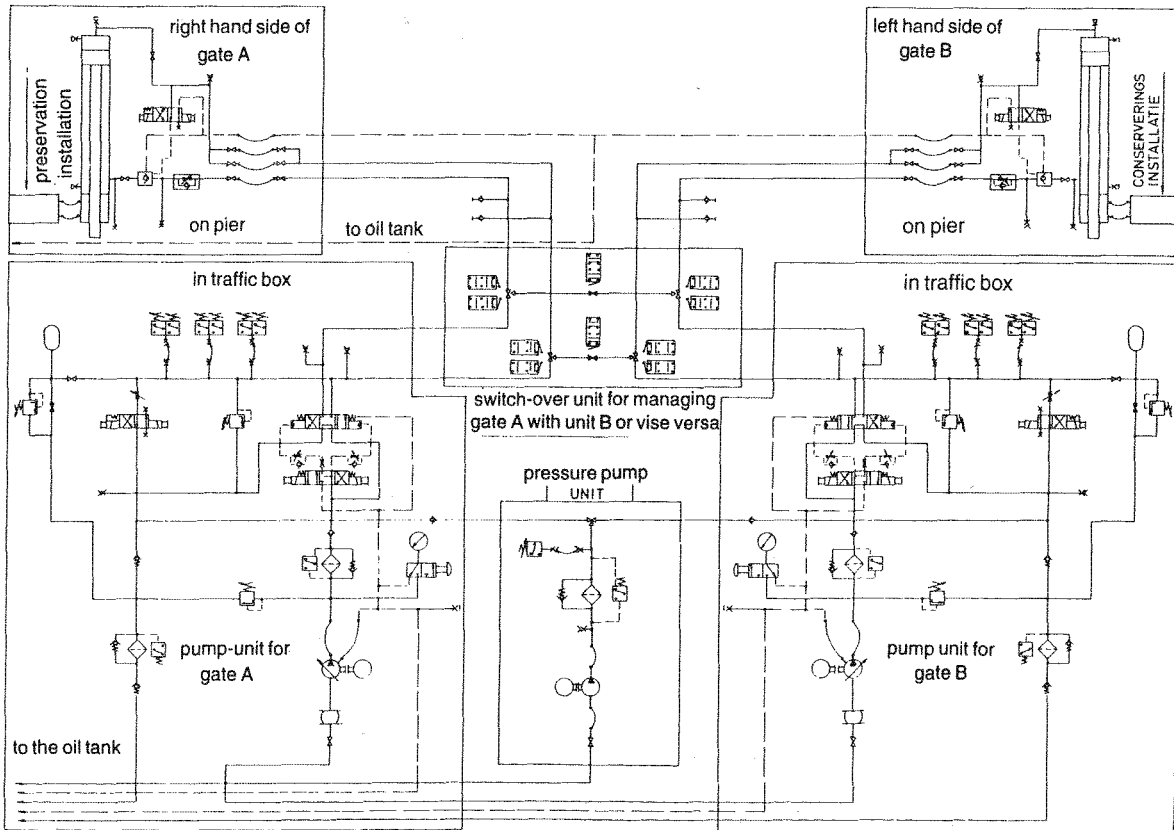 right hand side of
gate A
preservation
installation
on pier
to oil tank
left hand side of
gate B
CONSERVERINGS
INSTALLATIE
on pier
in traffic box
in traffic box
switch-over unit for managing
gate A with unit B or vise versa
pressure pump
UNIT
pump-unit for
gate A
pump unit for
gate B
to the oil tank